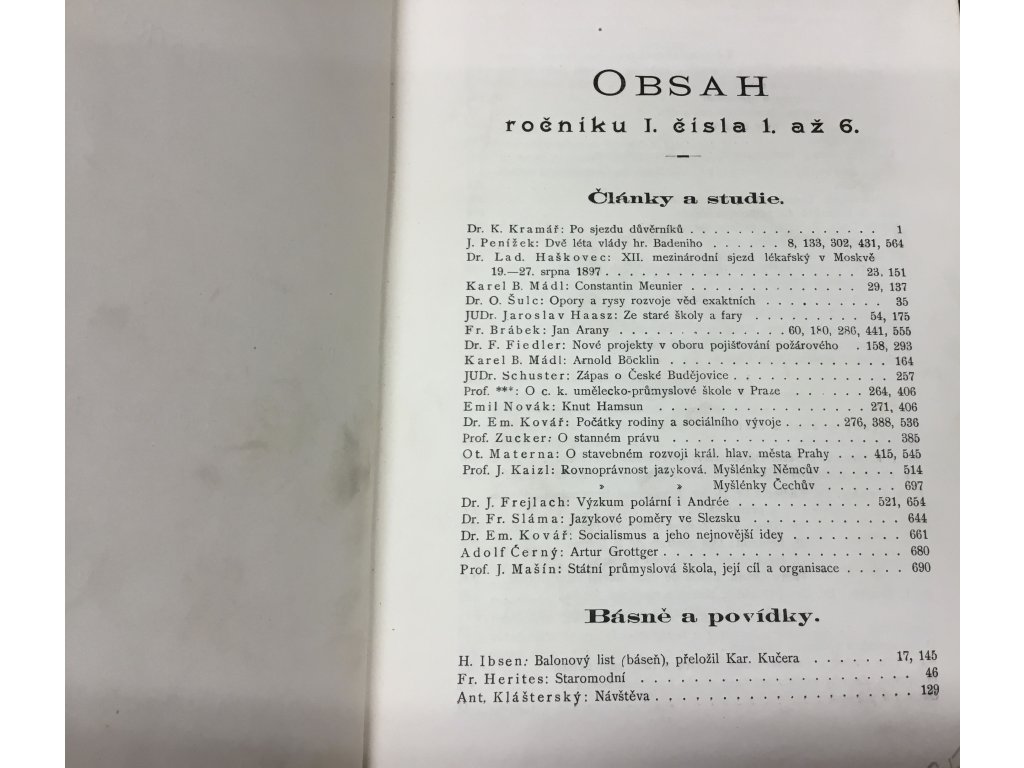 OBSAH
ročníku I. čísla 1. až 6.
Články a studie.
Dr. K. Kramář: Po sjezdu důvěrníků . . . . . . . . . . . . . . . . . 1
J. Penížek: Dvě léta vlády hr. Badeniho . . . . . . 8, 133, 302, 431, 564
Dr. Lad. Haškovec: XII. mezinárodní sjezd lékařský v Moskvě
19.—27. srpna 1897 . . . . . . . . . . . . . . . . . . . . 23, 151
Karel B. Mádl: Constantin Meunier . . . . . . . . . . . . . . 29, 137
Dr. O. Šulc: Opory a rysy rozvoje věd exaktních . . . . . . . . . . 35
JUDr. Jaroslav Haasz: Ze staré školy a fary . . . . . . . . . 54, 175
Fr. Brábek: Jan Arany . . . . . . . . . . . . . 60, 180, 286, 441, 555
Dr. F. Fiedler: Nové projekty v oboru pojišťování požárového . 158, 293
Karel B. Mádl: Arnold Böcklin . . . . . . . . . . . . . . . . . . 164
JUDr. Schuster: Zápas o České Budějovice . . . . . . . . . . . . . 257
Prof. ***: O c. k. umělecko-průmyslové škole v Praze . . . . . 264, 406
Emil Novák: Knut Hamsun . . . . . . . . . . . . . . . . 271, 406
Dr. Em. Kovář: Počátky rodiny a sociálního vývoje . . . . . 276, 388, 536
Prof. Zucker: O stanném právu . . . . . . . . . . . . . . . . . . 385
Ot. Materna: O stavebném rozvoji král. hlav. města Prahy . . . 415, 545
Prof. J. Kaizl: Rovnoprávnost jazyková. Myšlénky Němcův . . . . . . 514
» » Myšlénky Čechův . . . . . . 697
Dr. J. Frejlach: Výzkum polární i Andrée . . . . . . . . . . . 521, 654
Dr. Fr. Sláma: Jazykové poměry ve Slezsku . . . . . . . . . . . . 644
Dr. Em. Kovář: Socialismus a jeho nejnovější idey . . . . . . . . . 661
Adolf Černý: Artur Grottger . . . . . . . . . . . . . . . . . . . 680
Prof. J. Mašín: Státní průmyslová škola, její cíl a organisace . . . . . 690
Básně a povídky.
H. Ibsen: Balonový list (báseň), přeložil Kar. Kučera . . . . . . 17, 145
Fr. Herites: Staromodní . . . . . . . . . . . . . . . . . . . . . 46
Ant. Klášterský: Návštěva . . . . . . . . . . . . . . . . . . . . 129